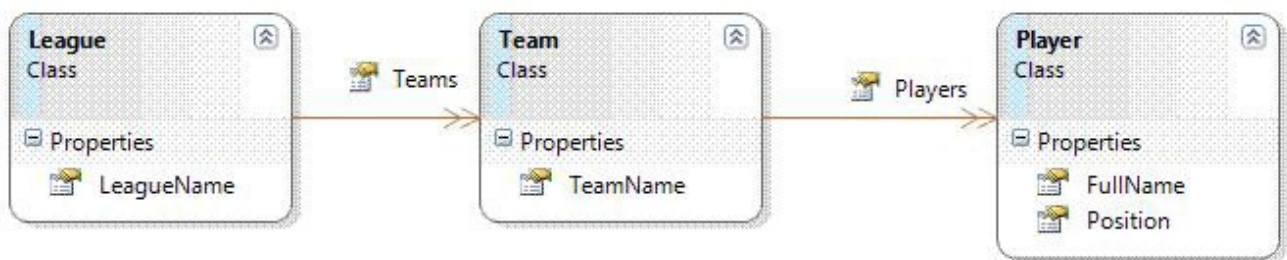 League
Class
Properties
LeagueName
Teams
Team
Class
Properties
TeamName
Players
Player
Class
Properties
FullName
Position